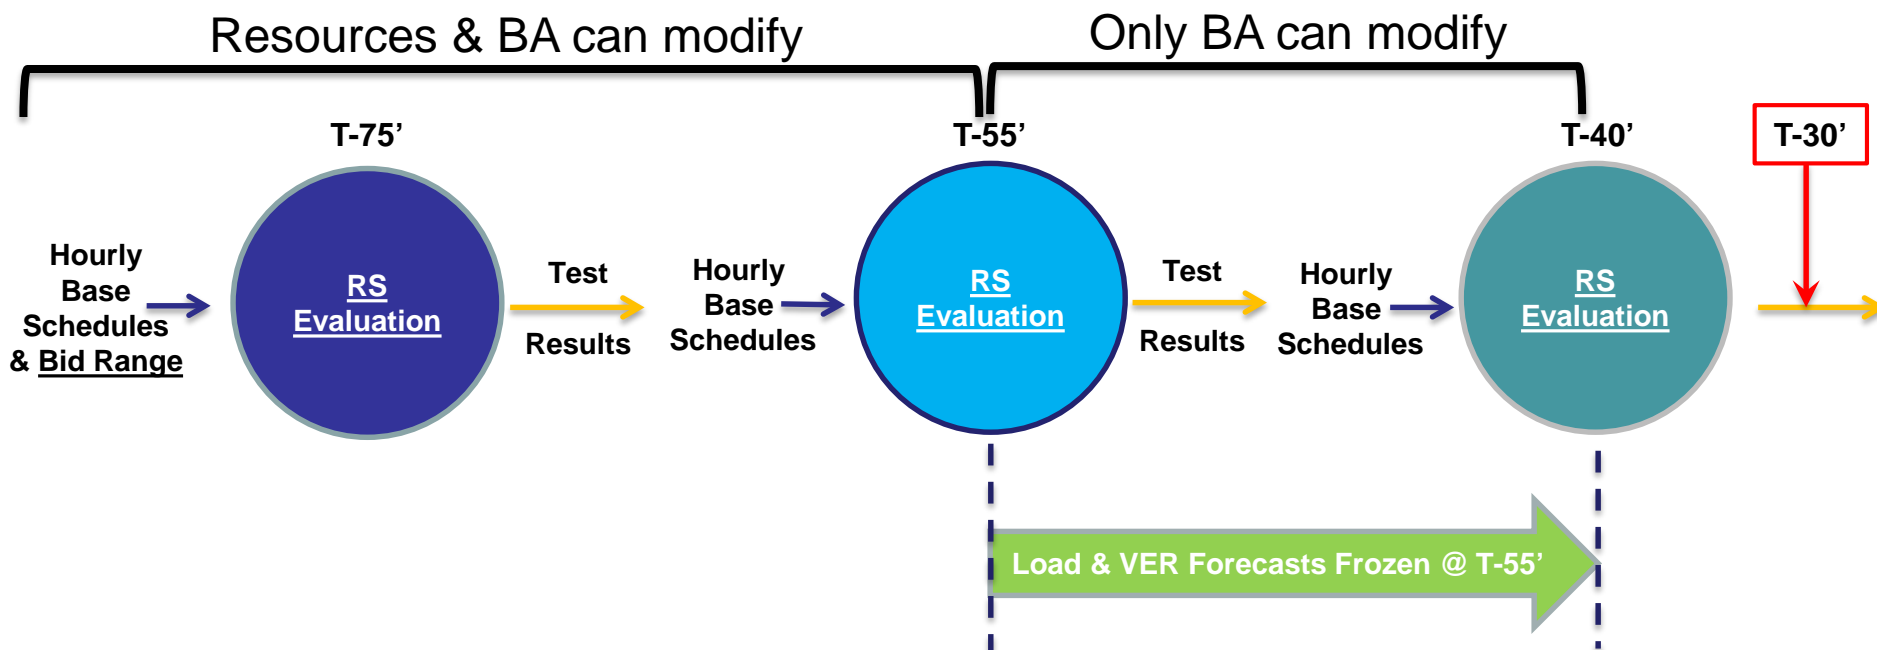 Resources & BA can modify
Only BA can modify
T-75’
T-55’
T-40’
T-30’
Hourly
Base
Schedules
& Bid Range
RS
Evaluation
Test
Results
Hourly
Base
Schedules
RS
Evaluation
Test
Results
Hourly
Base
Schedules
RS
Evaluation
Load & VER Forecasts Frozen @ T-55’